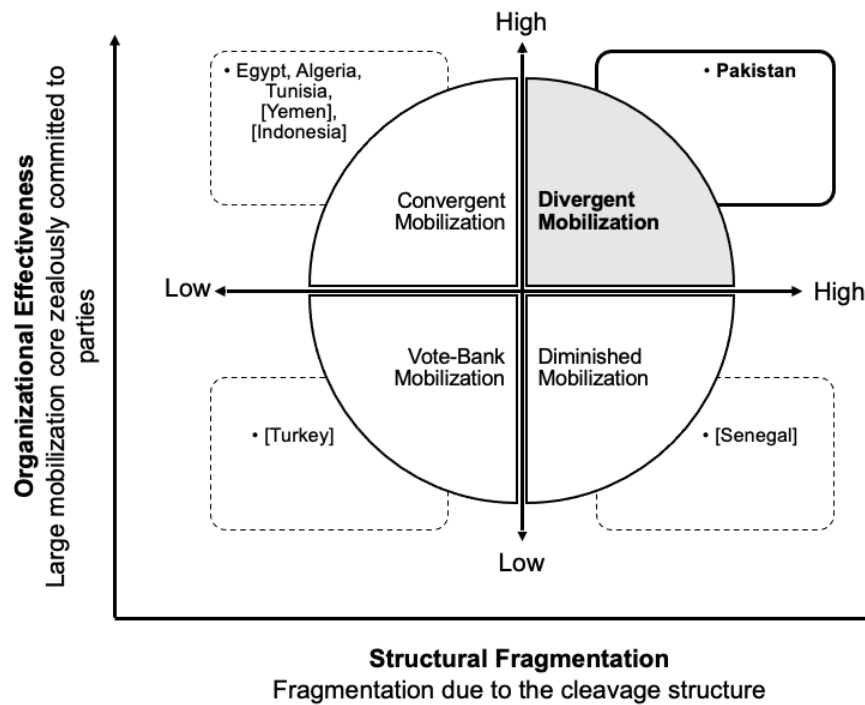 High
• Egypt, Algeria,
Tunisia,
[Yemen],
[Indonesia]
• Pakistan
Convergent
Mobilization
Divergent
Mobilization
Low
High
Vote-Bank
Mobilization
Diminished
Mobilization
• [Turkey]
• [Senegal]
Low
Organizational Effectiveness
Large mobilization core zealously committed to
parties
Structural Fragmentation
Fragmentation due to the cleavage structure